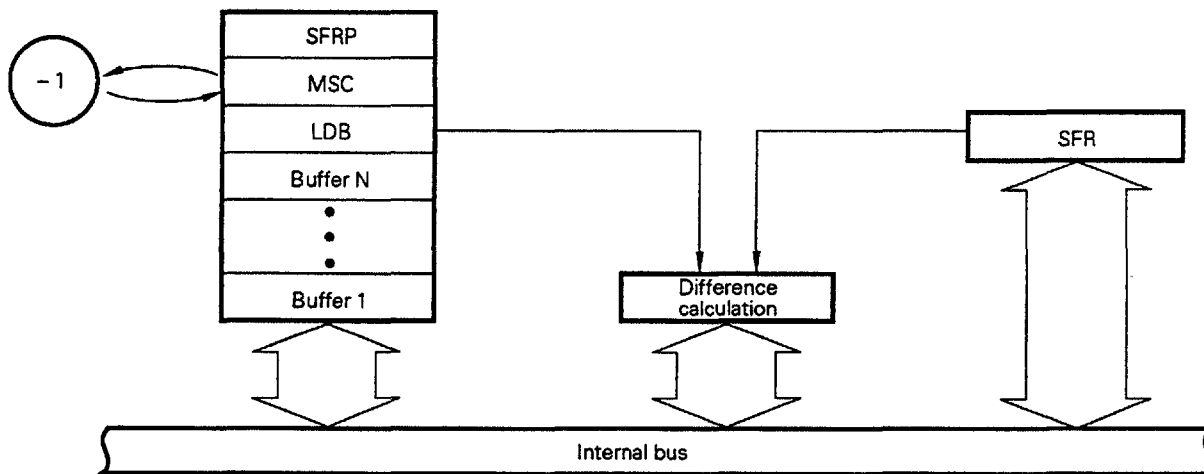 SFRP
− 1
MSC
LDB
SFR
Buffer N
Buffer 1
Difference
calculation
Internal bus